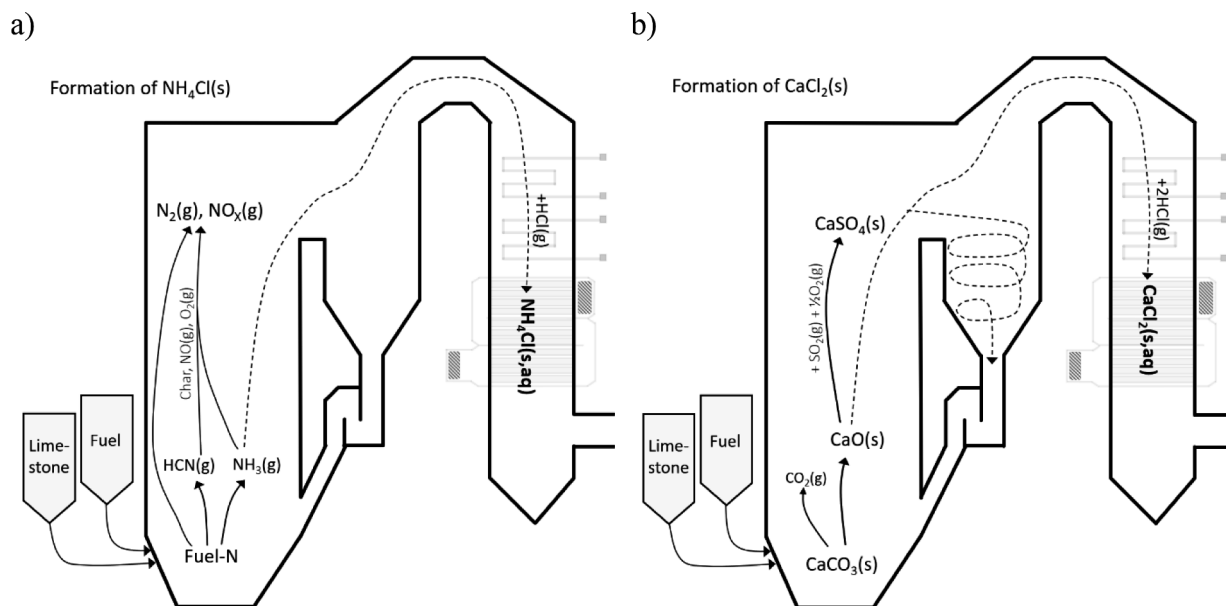 a)
Formation of NH₄Cl(s)
N₂(g), NOₓ(g)
Char, NO(g), O₂(g)
+HCl(g)
NH₄Cl(s,aq)
Lime-
stone
Fuel
HCN(g)
NH₃(g)
Fuel-N
b)
Formation of CaCl₂(s)
CaSO₄(s)
+ SO₂(g) + ½O₂(g)
+2HCl(g)
CaCl₂(s,aq)
Lime-
stone
Fuel
CaO(s)
CO₂(g)
CaCO₃(s)